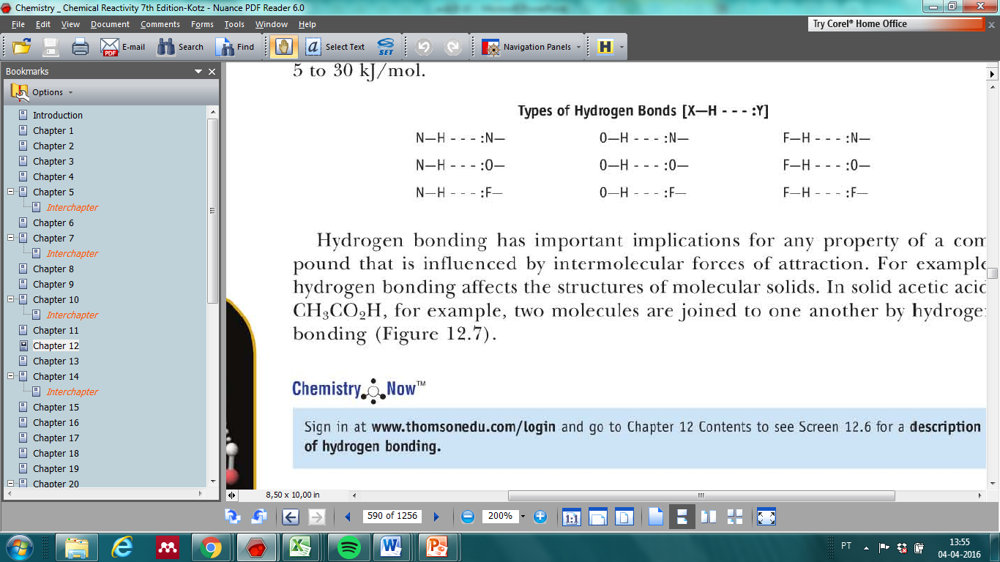 Chemistry _ Chemical Reactivity 7th Edition-Kotz - Nuance PDF Reader 6.0
File Edit View Document Comments Forms Tools Window Help
Try Corel® Home Office
E-mail Search Find Select Text SET Navigation Panels H
PDF
Bookmarks
Options
Introduction
Chapter 1
Chapter 2
Chapter 3
Chapter 4
Chapter 5
Interchapter
Chapter 6
Chapter 7
Interchapter
Chapter 8
Chapter 9
Chapter 10
Interchapter
Chapter 11
Chapter 12
Chapter 13
Chapter 14
Interchapter
Chapter 15
Chapter 16
Chapter 17
Chapter 18
Chapter 19
Chapter 20
5 to 30 kJ/mol.
Types of Hydrogen Bonds [X—H - - - :Y]
N—H - - - :N— O—H - - - :N— F—H - - - :N—
N—H - - - :O— O—H - - - :O— F—H - - - :O—
N—H - - - :F— O—H - - - :F— F—H - - - :F—
Hydrogen bonding has important implications for any property of a com
pound that is influenced by intermolecular forces of attraction. For example
hydrogen bonding affects the structures of molecular solids. In solid acetic acid
CH₃CO₂H, for example, two molecules are joined to one another by hydroge
bonding (Figure 12.7).
Chemistry Now™
Sign in at www.thomsonedu.com/login and go to Chapter 12 Contents to see Screen 12.6 for a description
of hydrogen bonding.
8,50 x 10,00 in
590 of 1256 200% 1:1
PT 13:55
04-04-2016